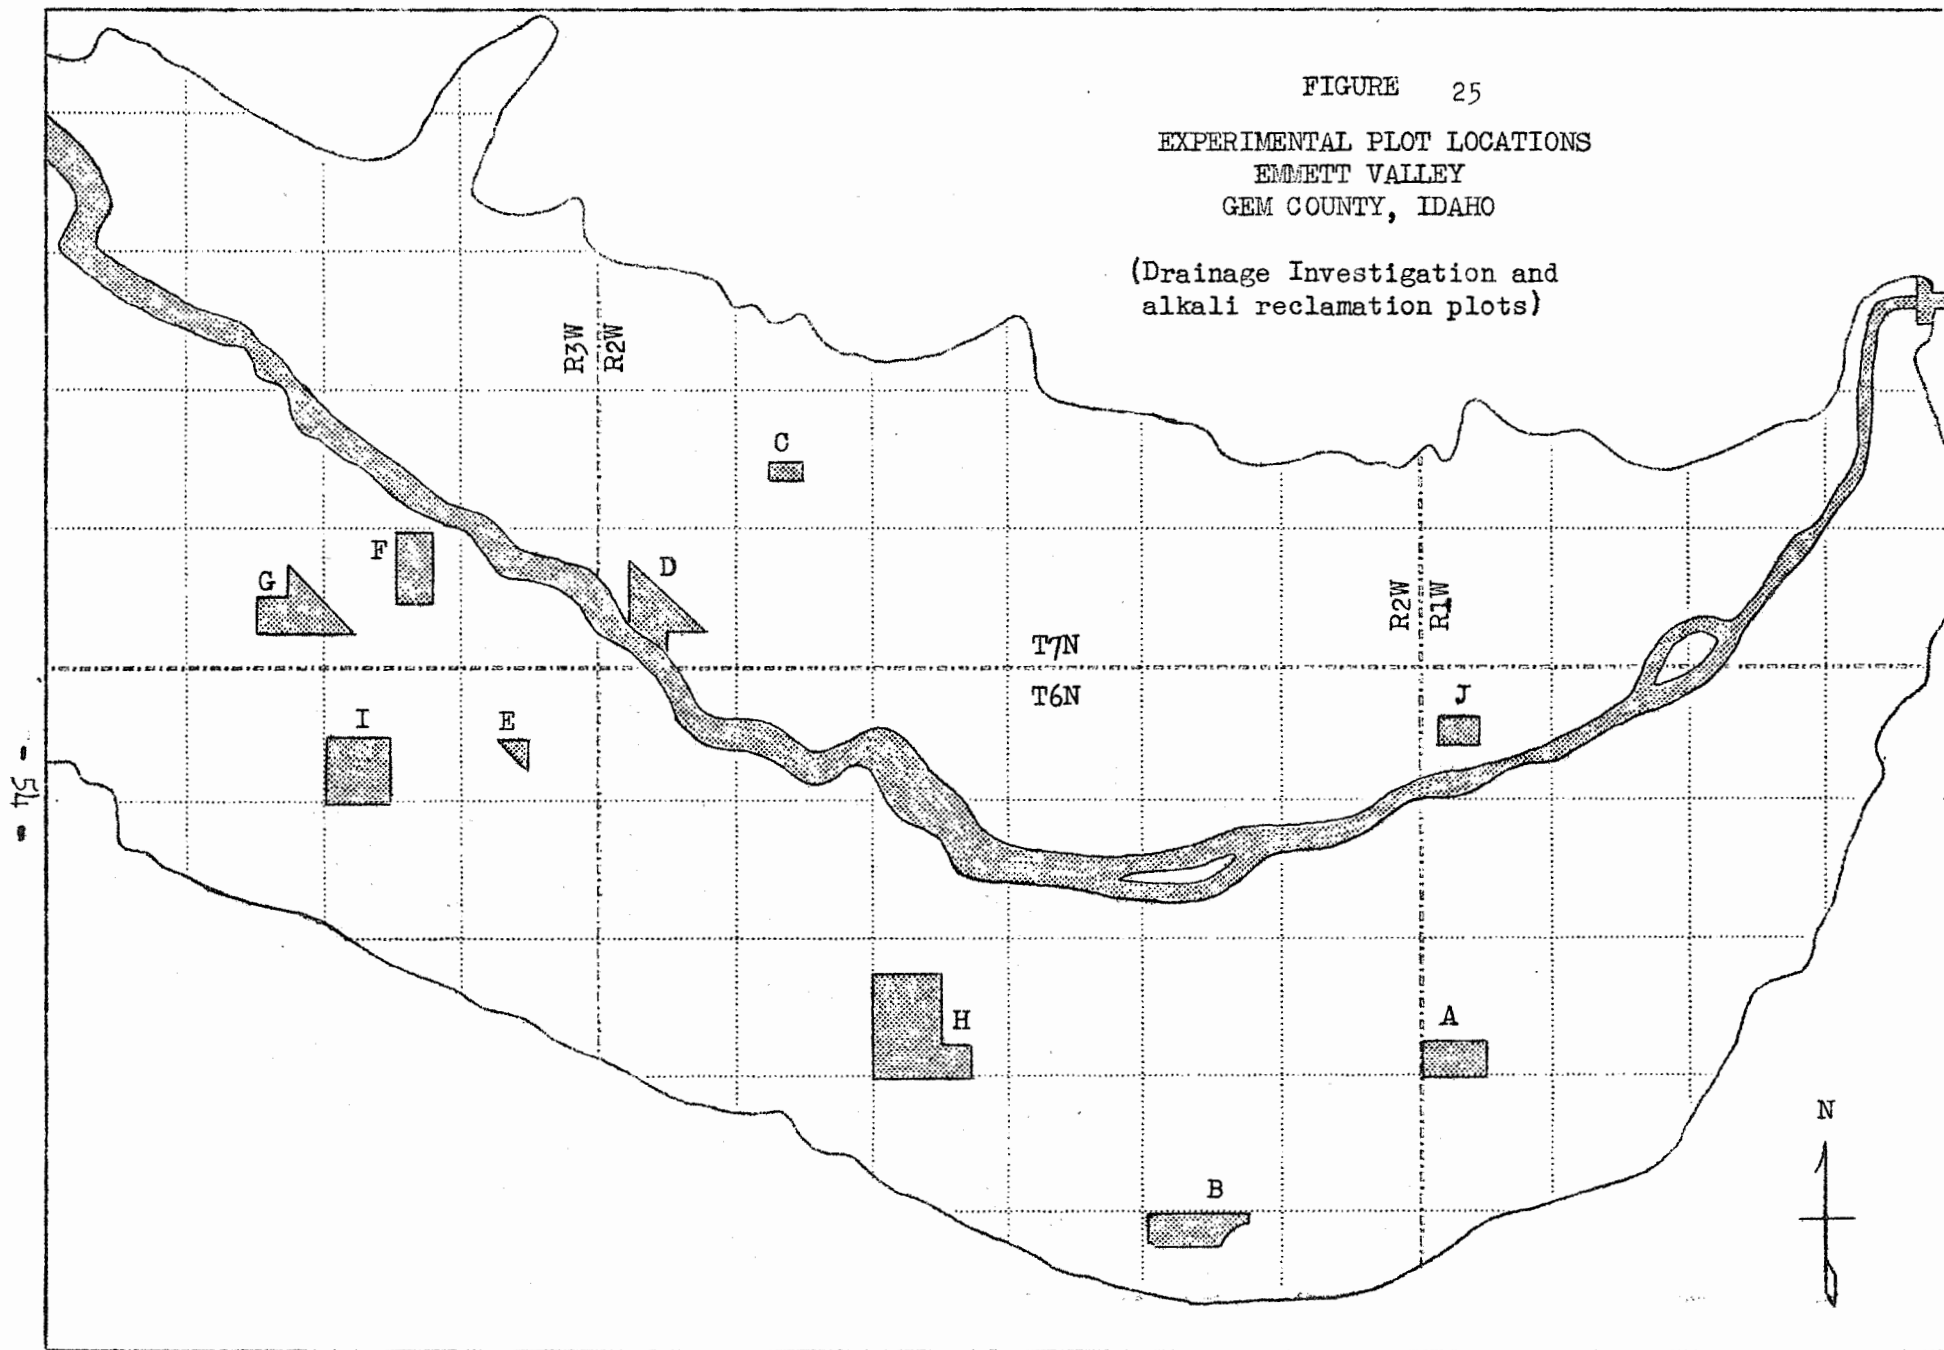 FIGURE 25
EXPERIMENTAL PLOT LOCATIONS
EMMETT VALLEY
GEM COUNTY, IDAHO
(Drainage Investigation and
alkali reclamation plots)
R3W
R2W
C
F
G
D
R2W
R1W
T7N
T6N
I
E
J
H
A
B
N
- 54 -